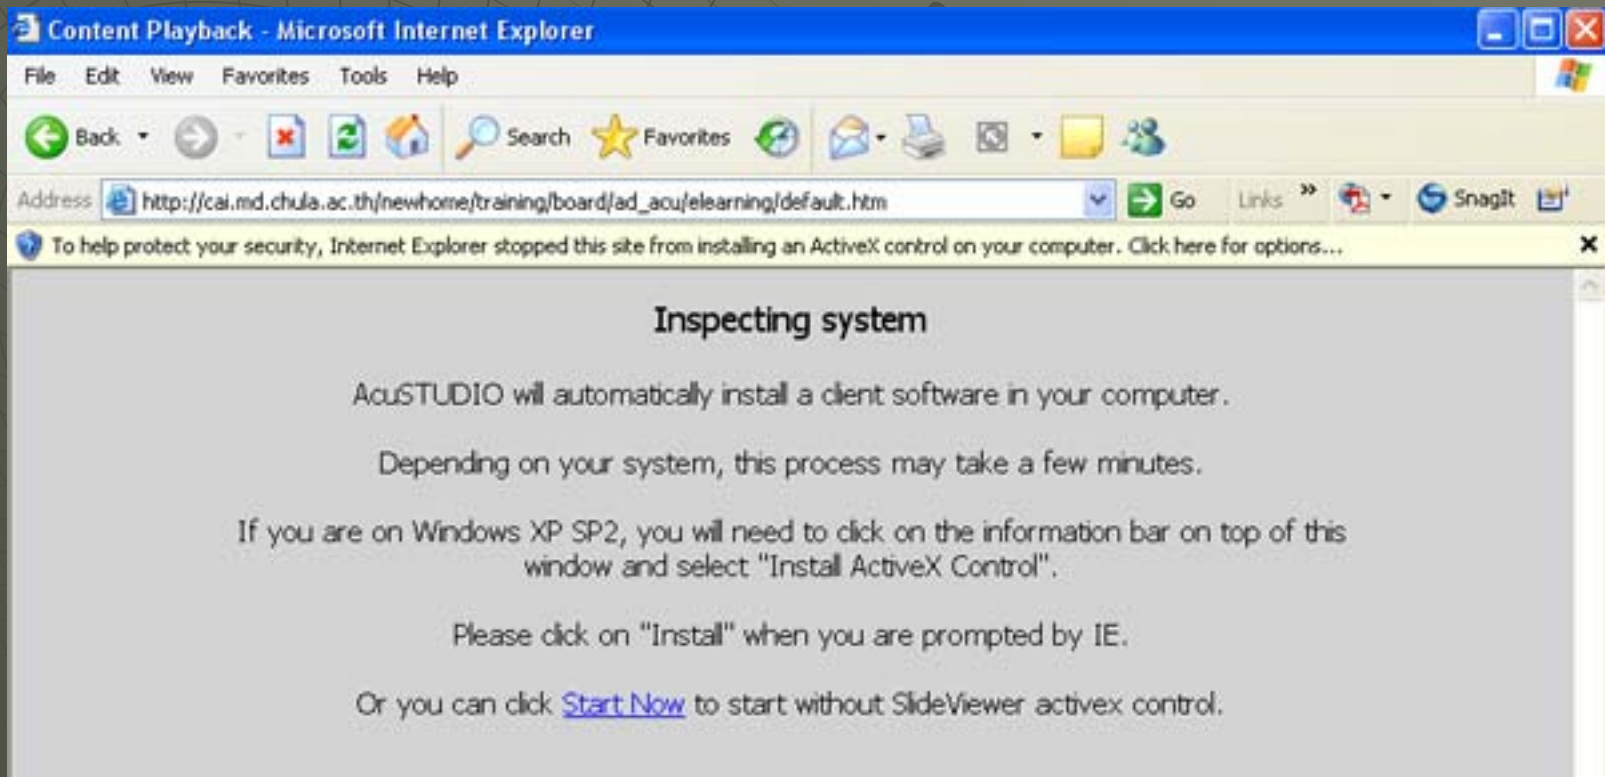 Content Playback - Microsoft Internet Explorer
File Edit View Favorites Tools Help
Back Search Favorites
Address http://cai.md.chula.ac.th/newhome/training/board/ad_acu/elearning/default.htm Go Links » SnagIt
To help protect your security, Internet Explorer stopped this site from installing an ActiveX control on your computer. Click here for options...
Inspecting system
AcuSTUDIO will automatically install a client software in your computer.
Depending on your system, this process may take a few minutes.
If you are on Windows XP SP2, you will need to click on the information bar on top of this
window and select "Install ActiveX Control".
Please click on "Install" when you are prompted by IE.
Or you can click Start Now to start without SlideViewer activex control.